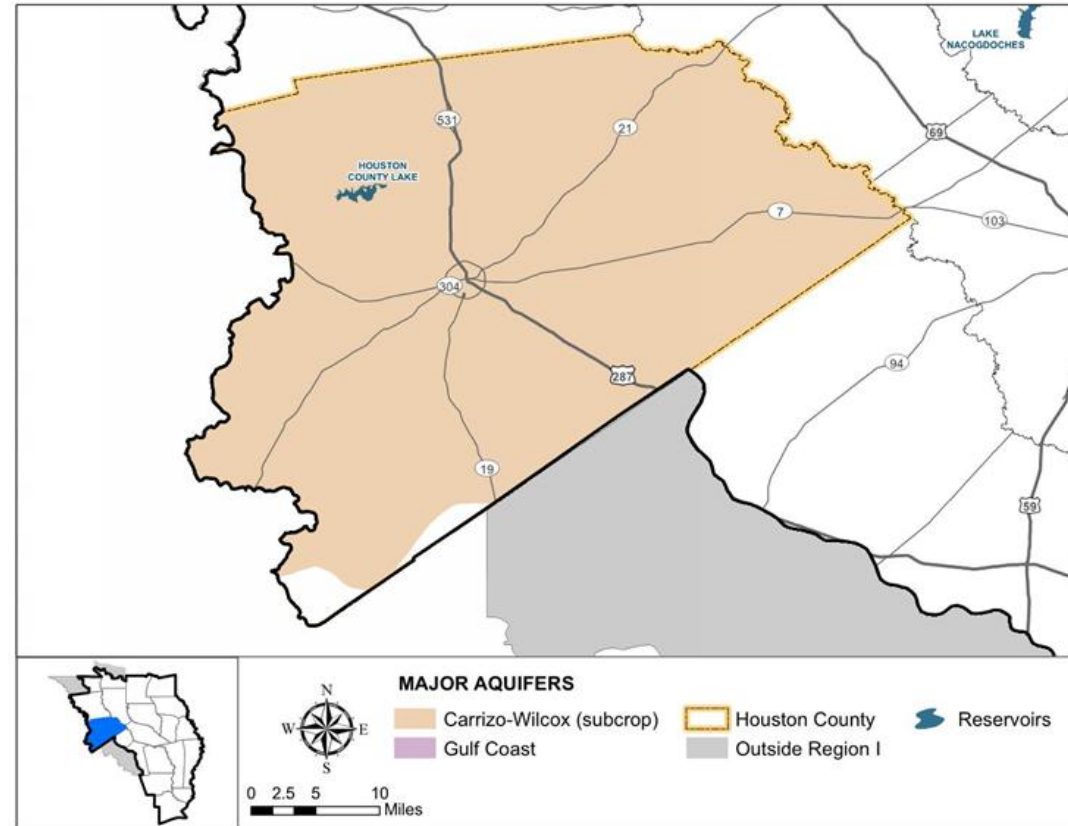 LAKE
NACOGDOCHES
531
21
69
HOUSTON
COUNTY LAKE
7
103
304
94
287
19
59
MAJOR AQUIFERS
N
W E
S
Carrizo-Wilcox (subcrop)
Gulf Coast
Houston County
Outside Region I
Reservoirs
0 2.5 5 10
Miles